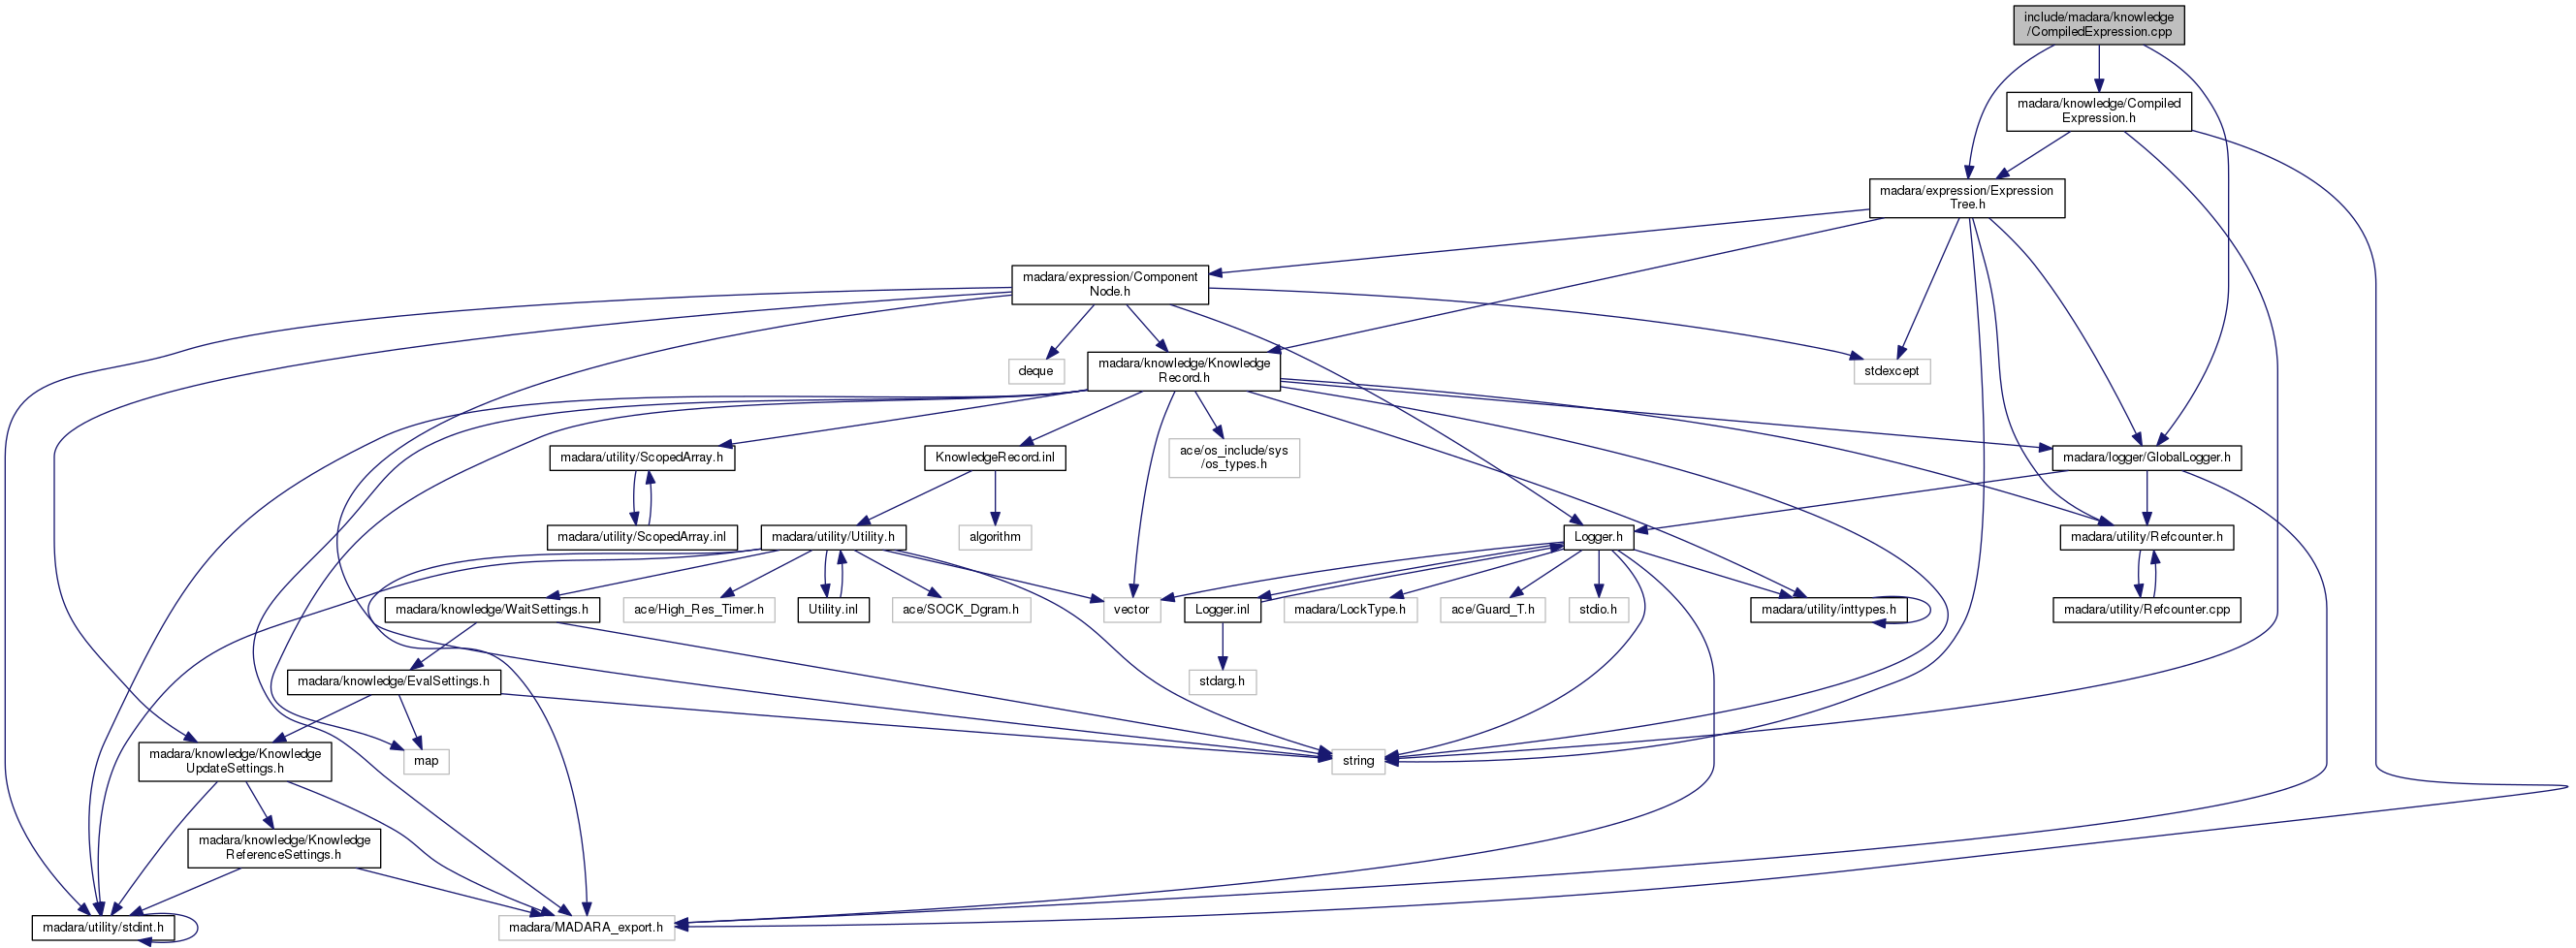 include/madara/knowledge
/CompiledExpression.cpp
madara/knowledge/Compiled
Expression.h
madara/expression/Expression
Tree.h
madara/expression/Component
Node.h
deque
madara/knowledge/Knowledge
Record.h
stdexcept
madara/utility/ScopedArray.h
KnowledgeRecord.inl
ace/os_include/sys
/os_types.h
madara/logger/GlobalLogger.h
madara/utility/ScopedArray.inl
madara/utility/Utility.h
algorithm
Logger.h
madara/utility/Refcounter.h
madara/knowledge/WaitSettings.h
ace/High_Res_Timer.h
Utility.inl
ace/SOCK_Dgram.h
vector
Logger.inl
madara/LockType.h
ace/Guard_T.h
stdio.h
madara/utility/inttypes.h
madara/utility/Refcounter.cpp
madara/knowledge/EvalSettings.h
stdarg.h
madara/knowledge/Knowledge
UpdateSettings.h
map
string
madara/knowledge/Knowledge
ReferenceSettings.h
madara/utility/stdint.h
madara/MADARA_export.h